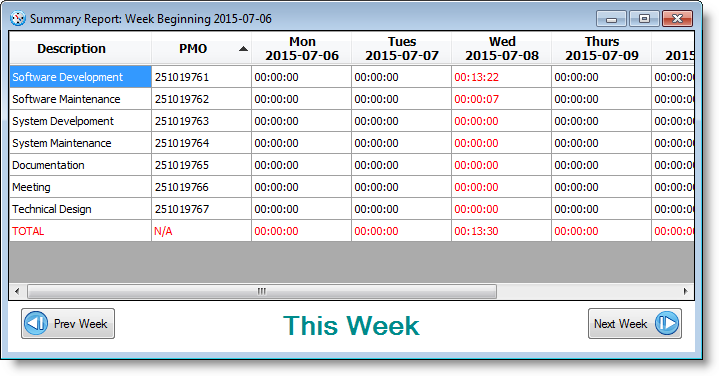 Summary Report: Week Beginning 2015-07-06
Description PMO Mon 2015-07-06 Tues 2015-07-07 Wed 2015-07-08 Thurs 2015-07-09
Software Development 251019761 00:00:00 00:00:00 00:13:22 00:00:00 00:00:0
Software Maintenance 251019762 00:00:00 00:00:00 00:00:07 00:00:00 00:00:0
System Develpoment 251019763 00:00:00 00:00:00 00:00:00 00:00:00 00:00:0
System Maintenance 251019764 00:00:00 00:00:00 00:00:00 00:00:00 00:00:0
Documentation 251019765 00:00:00 00:00:00 00:00:00 00:00:00 00:00:0
Meeting 251019766 00:00:00 00:00:00 00:00:00 00:00:00 00:00:0
Technical Design 251019767 00:00:00 00:00:00 00:00:00 00:00:00 00:00:0
TOTAL N/A 00:00:00 00:00:00 00:13:30 00:00:00 00:00:0
Prev Week This Week Next Week